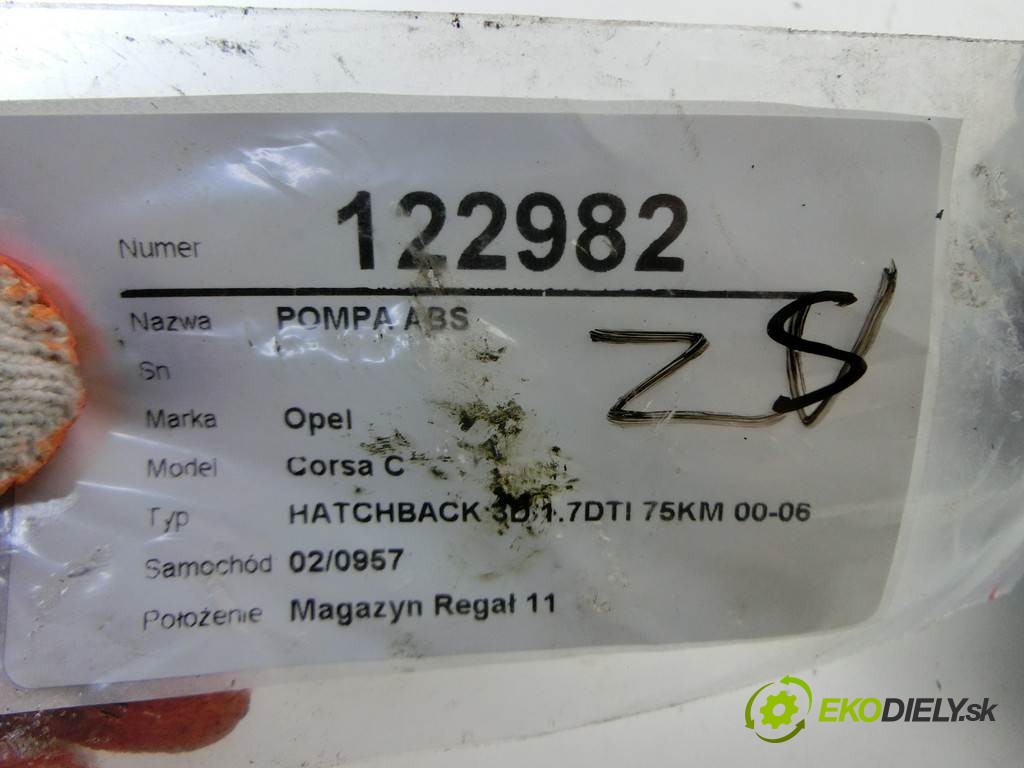 Numer 122982
Nazwa POMPA ABS
Sn
Marka Opel
Model Corsa C
Typ HATCHBACK 3D 1.7DTI 75KM 00-06
Samochód 02/0957
Położenie Magazyn Regał 11
EKODIELY.sk